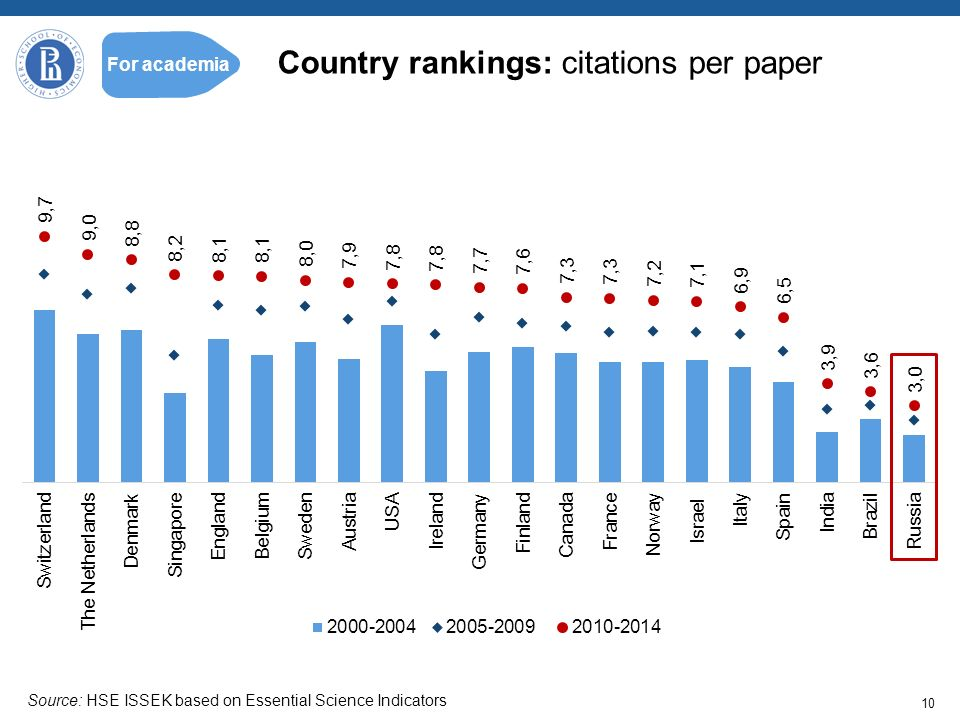 HIGHER SCHOOL OF ECONOMICS
For academia
Country rankings: citations per paper
9,7
9,0
8,8
8,2
8,1
8,1
8,0
7,9
7,8
7,8
7,7
7,6
7,3
7,3
7,2
7,1
6,9
6,5
3,9
3,6
3,0
Switzerland
The Netherlands
Denmark
Singapore
England
Belgium
Sweden
Austria
USA
Ireland
Germany
Finland
Canada
France
Norway
Israel
Italy
Spain
India
Brazil
Russia
2000-2004 2005-2009 2010-2014
Source: HSE ISSEK based on Essential Science Indicators
10